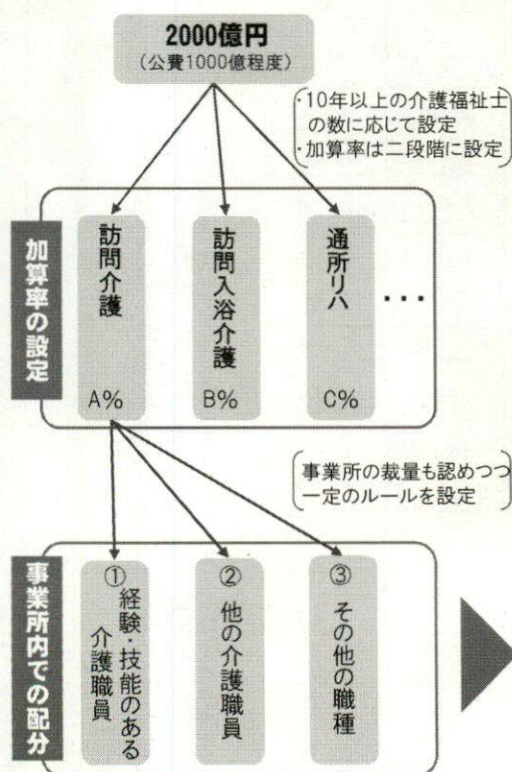 2000億円
(公費1000億程度)
・10年以上の介護福祉士
の数に応じて設定
・加算率は二段階に設定
加算率の設定
訪問介護
A%
訪問入浴介護
B%
通所リハ
C%
・・・
事業所の裁量も認めつつ
一定のルールを設定
事業所内での配分
①
経験・技能のある
介護職員
②
他の介護職員
③
その他の職種